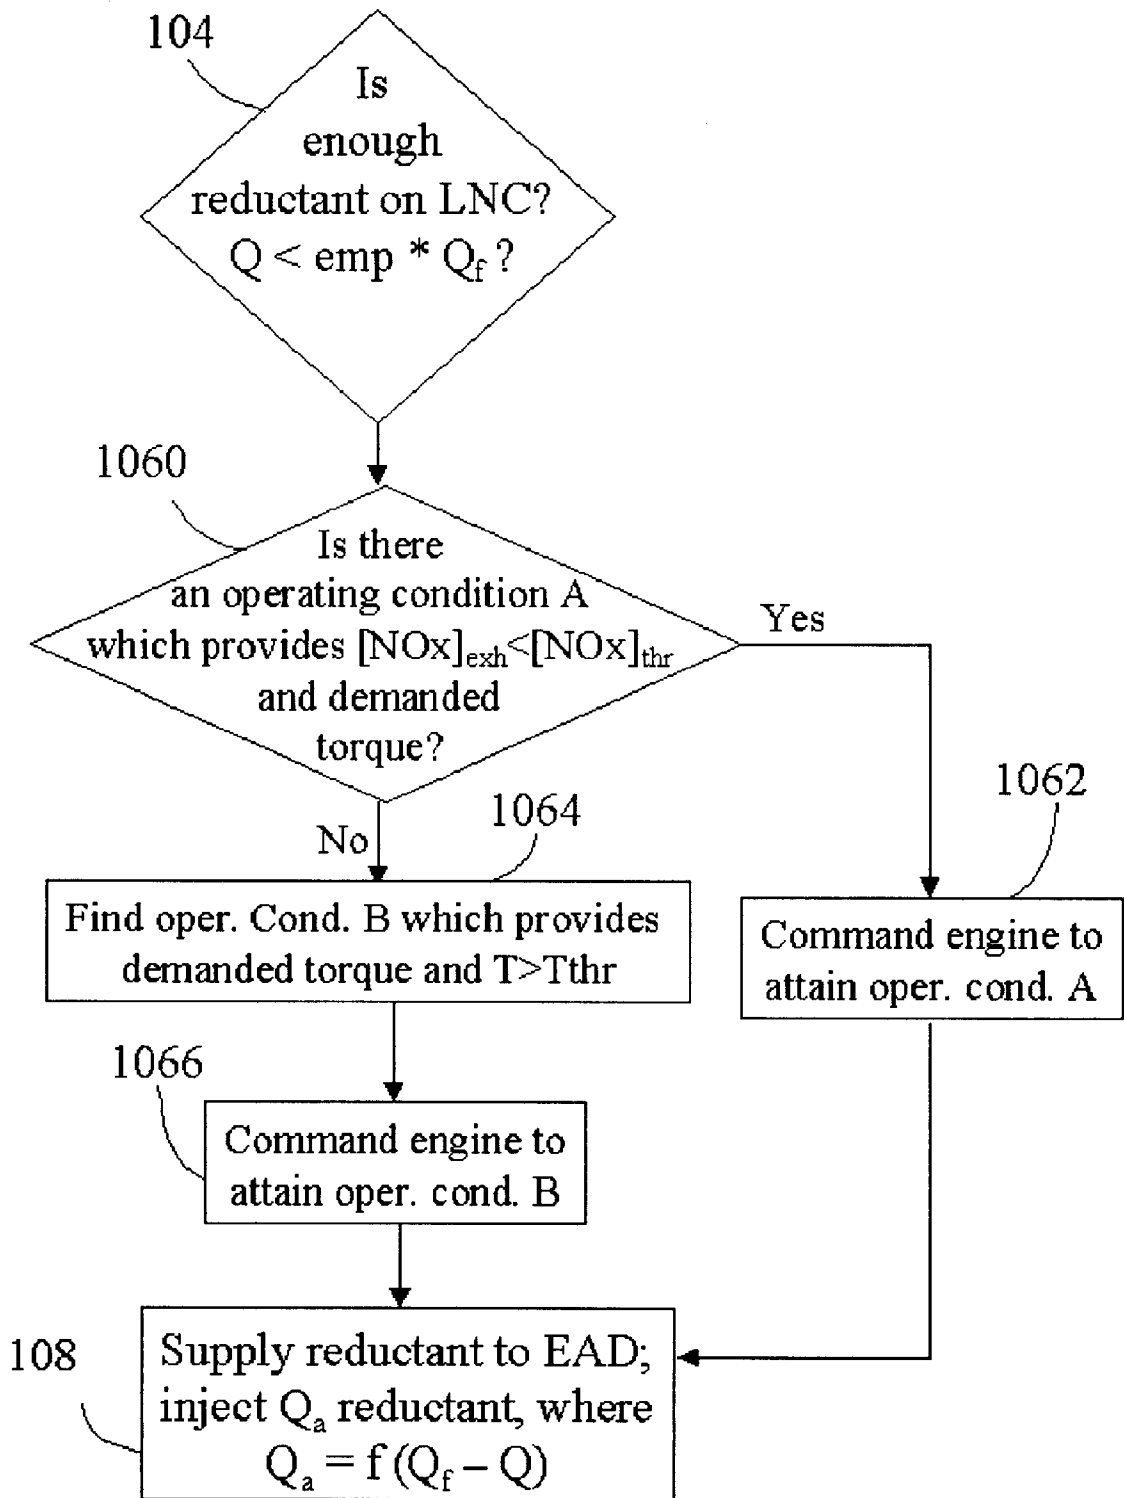 104
Is
enough
reductant on LNC?
Q < emp * Qf ?
1060
Is there
an operating condition A
which provides [NOx]exh<[NOx]thr
and demanded
torque?
Yes
No
1064
1062
Find oper. Cond. B which provides
demanded torque and T>Tthr
Command engine to
attain oper. cond. A
1066
Command engine to
attain oper. cond. B
108
Supply reductant to EAD;
inject Qa reductant, where
Qa = f (Qf – Q)